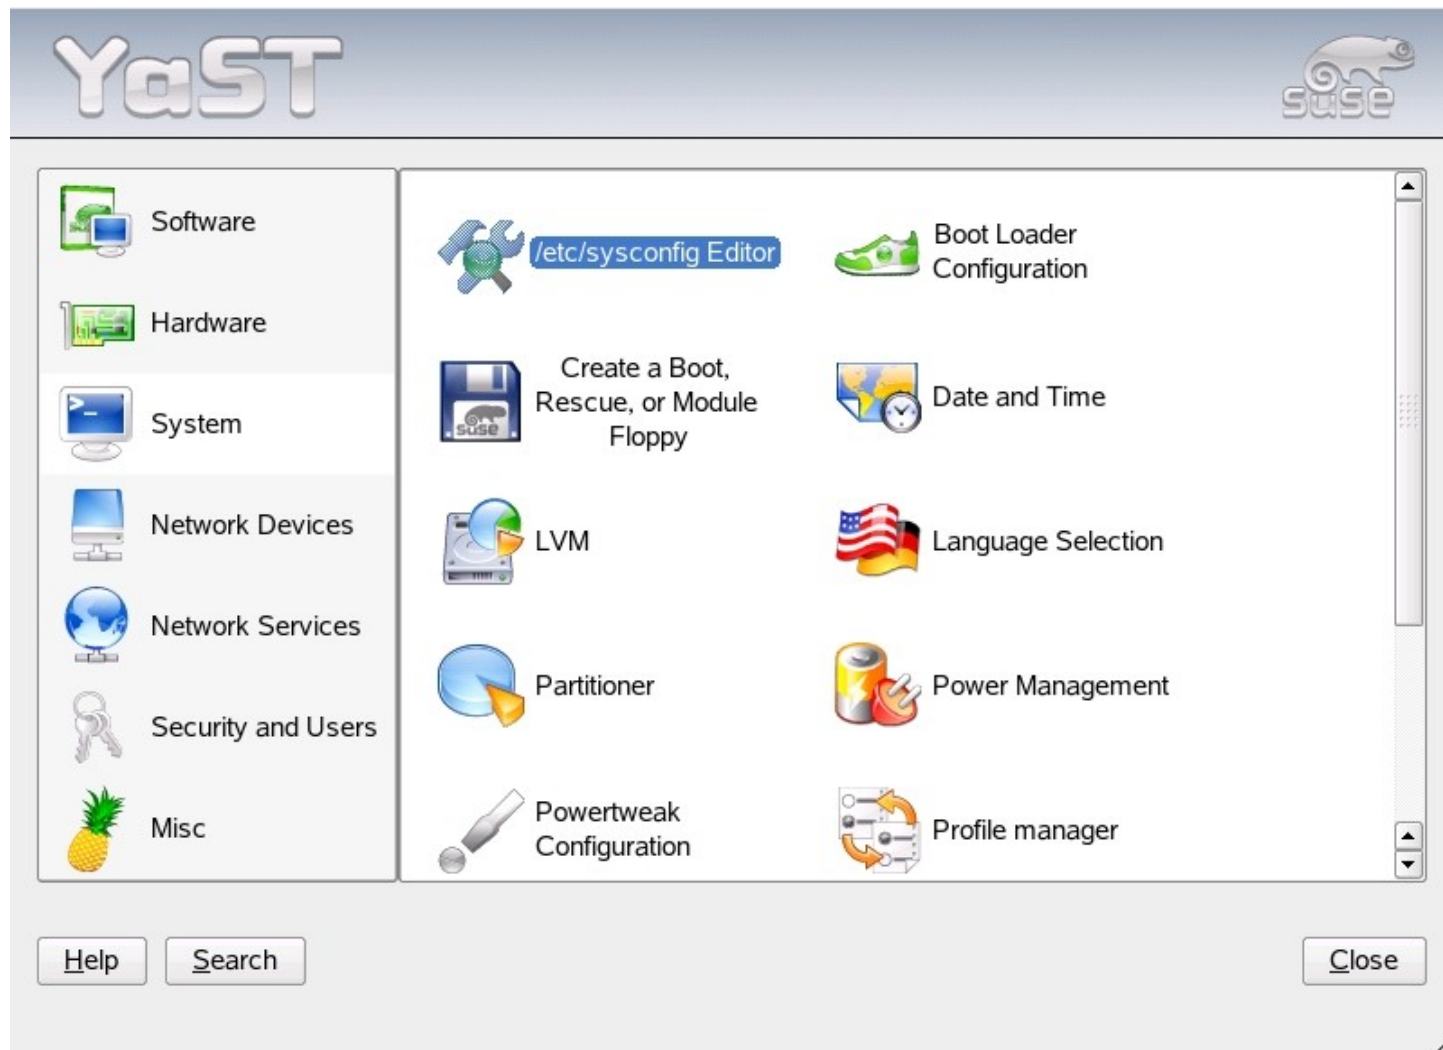 YaST
suse
Software
Hardware
System
Network Devices
Network Services
Security and Users
Misc
/etc/sysconfig Editor
Boot Loader
Configuration
Create a Boot,
Rescue, or Module
Floppy
suse
Date and Time
LVM
Language Selection
Partitioner
Power Management
Powertweak
Configuration
Profile manager
Help
Search
Close